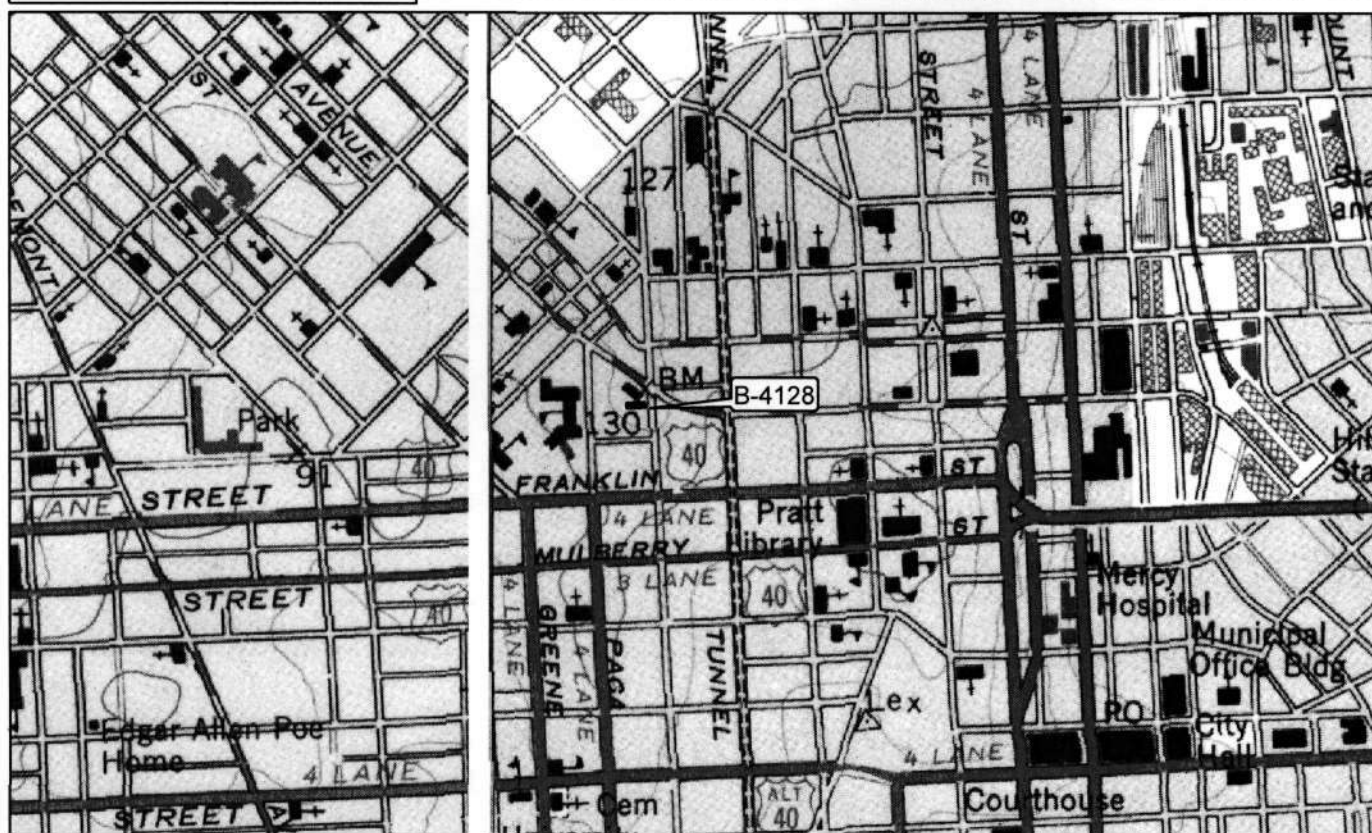 ST
AVENUE
Park
91
40
LANE
STREET
STREET
40
Edgar Allan Poe
Home
4 LANE
STREET
A
127
BM
130
B-4128
40
FRANKLIN
ST
4 LANE
Pratt
Library
ST
MULBERRY
3 LANE
40
4 LANE
GREENE
PACA
4 LANE
TUNNEL
STREET
4 LANE
4 LANE
ST
Mercy
Hospital
Municipal
Office Bldg
Lex
PO
City
Hall
4 LANE
Cem
ALT
40
Courthouse